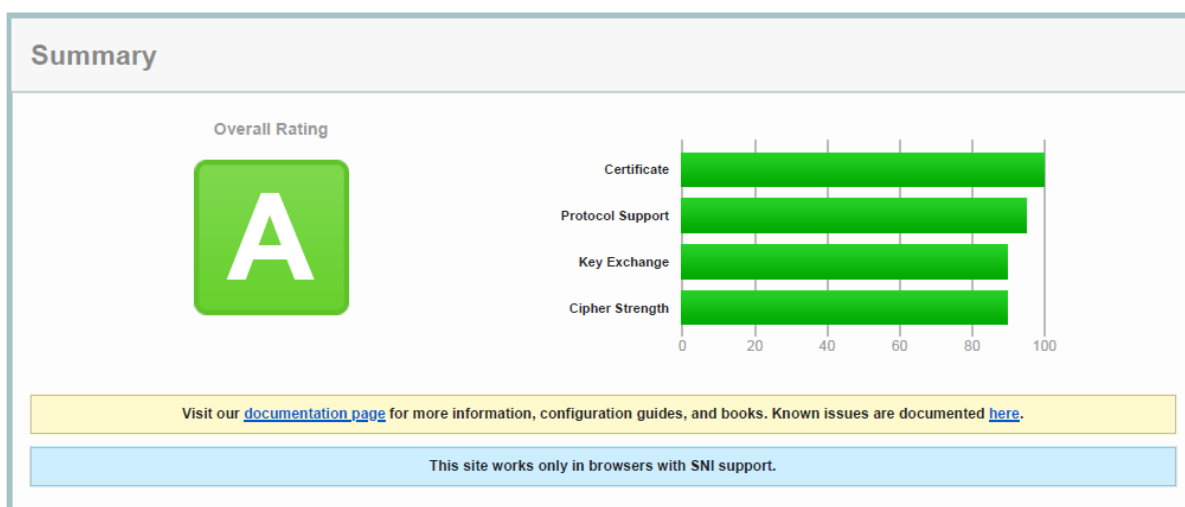 Summary
Overall Rating
A
Certificate
Protocol Support
Key Exchange
Cipher Strength
0 20 40 60 80 100
Visit our documentation page for more information, configuration guides, and books. Known issues are documented here.
This site works only in browsers with SNI support.